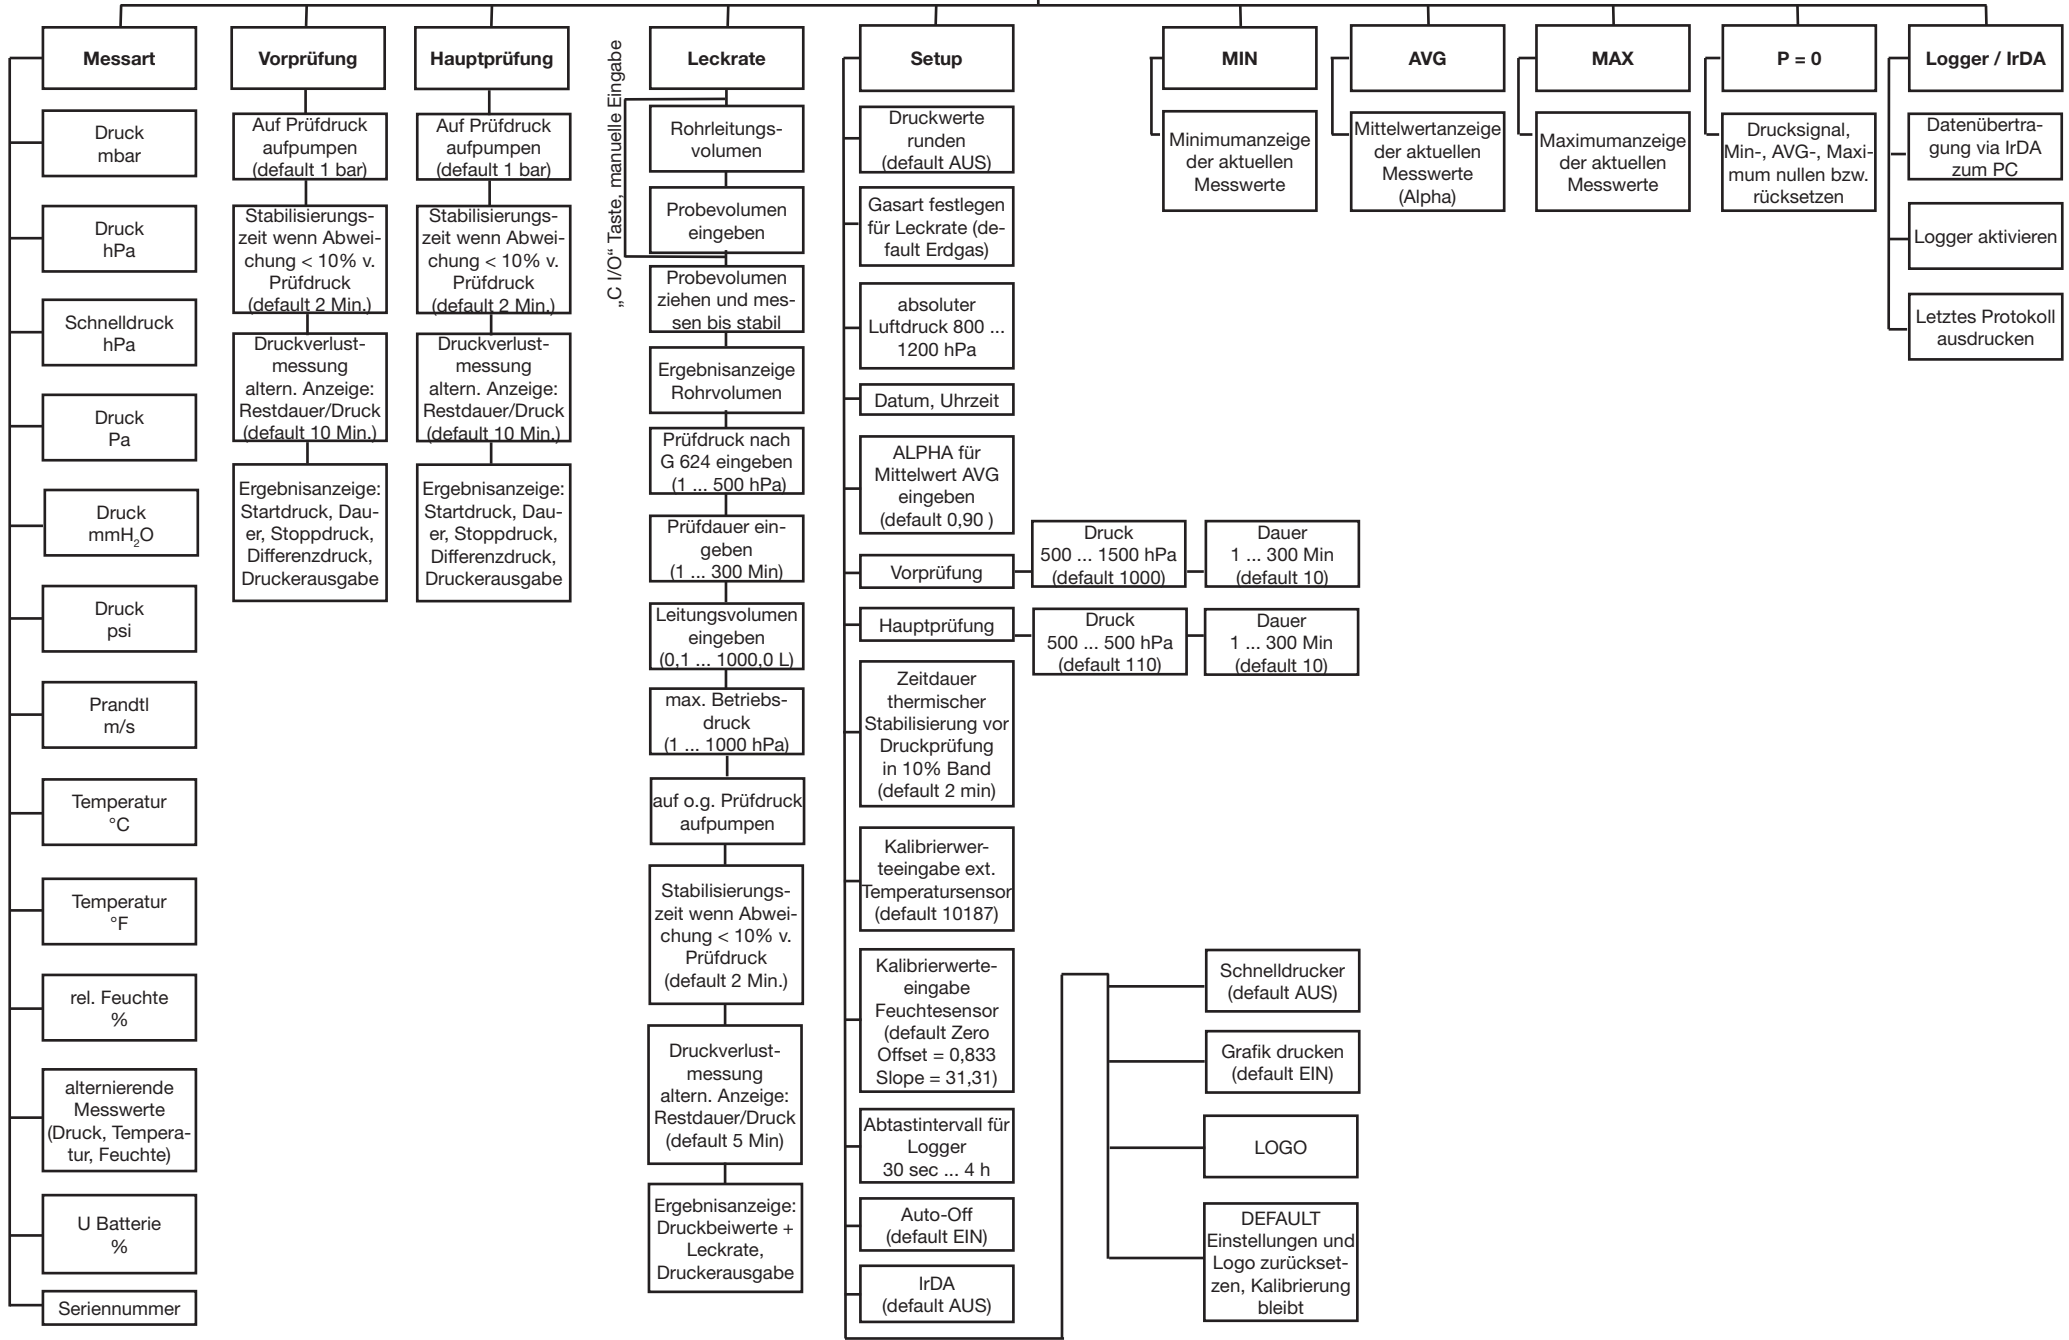 Messart
Druck
mbar
Druck
hPa
Schnelldruck
hPa
Druck
Pa
Druck
mmH₂O
Druck
psi
Prandtl
m/s
Temperatur
°C
Temperatur
°F
rel. Feuchte
%
alternierende
Messwerte
(Druck, Tempera-
tur, Feuchte)
U Batterie
%
Seriennummer
Vorprüfung
Auf Prüfdruck
aufpumpen
(default 1 bar)
Stabilisierungs-
zeit wenn Abwei-
chung < 10% v.
Prüfdruck
(default 2 Min.)
Druckverlust-
messung
altern. Anzeige:
Restdauer/Druck
(default 10 Min.)
Ergebnisanzeige:
Startdruck, Dau-
er, Stoppdruck,
Differenzdruck,
Druckerausgabe
Hauptprüfung
Auf Prüfdruck
aufpumpen
(default 1 bar)
Stabilisierungs-
zeit wenn Abwei-
chung < 10% v.
Prüfdruck
(default 2 Min.)
Druckverlust-
messung
altern. Anzeige:
Restdauer/Druck
(default 10 Min.)
Ergebnisanzeige:
Startdruck, Dau-
er, Stoppdruck,
Differenzdruck,
Druckerausgabe
„C I/O“ Taste, manuelle Eingabe
Leckrate
Rohrleitungs-
volumen
Probevolumen
eingeben
Probevolumen
ziehen und mes-
sen bis stabil
Ergebnisanzeige
Rohrvolumen
Prüfdruck nach
G 624 eingeben
(1 ... 500 hPa)
Prüfdauer ein-
geben
(1 ... 300 Min)
Leitungsvolumen
eingeben
(0,1 ... 1000,0 L)
max. Betriebs-
druck
(1 ... 1000 hPa)
auf o.g. Prüfdruck
aufpumpen
Stabilisierungs-
zeit wenn Abwei-
chung < 10% v.
Prüfdruck
(default 2 Min.)
Druckverlust-
messung
altern. Anzeige:
Restdauer/Druck
(default 5 Min)
Ergebnisanzeige:
Druckbeiwerte +
Leckrate,
Druckerausgabe
Setup
Druckwerte
runden
(default AUS)
Gasart festlegen
für Leckrate (de-
fault Erdgas)
absoluter
Luftdruck 800 ...
1200 hPa
Datum, Uhrzeit
ALPHA für
Mittelwert AVG
eingeben
(default 0,90 )
Vorprüfung
Druck
500 ... 1500 hPa
(default 1000)
Dauer
1 ... 300 Min
(default 10)
Hauptprüfung
Druck
500 ... 500 hPa
(default 110)
Dauer
1 ... 300 Min
(default 10)
Zeitdauer
thermischer
Stabilisierung vor
Druckprüfung
in 10% Band
(default 2 min)
Kalibrierwer-
teeingabe ext.
Temperatursensor
(default 10187)
Kalibrierwerte-
eingabe
Feuchtesensor
(default Zero
Offset = 0,833
Slope = 31,31)
Abtastintervall für
Logger
30 sec ... 4 h
Auto-Off
(default EIN)
IrDA
(default AUS)
Schnelldrucker
(default AUS)
Grafik drucken
(default EIN)
LOGO
DEFAULT
Einstellungen und
Logo zurückset-
zen, Kalibrierung
bleibt
MIN
Minimumanzeige
der aktuellen
Messwerte
AVG
Mittelwertanzeige
der aktuellen
Messwerte
(Alpha)
MAX
Maximumanzeige
der aktuellen
Messwerte
P = 0
Drucksignal,
Min-, AVG-, Maxi-
mum nullen bzw.
rücksetzen
Logger / IrDA
Datenübertra-
gung via IrDA
zum PC
Logger aktivieren
Letztes Protokoll
ausdrucken